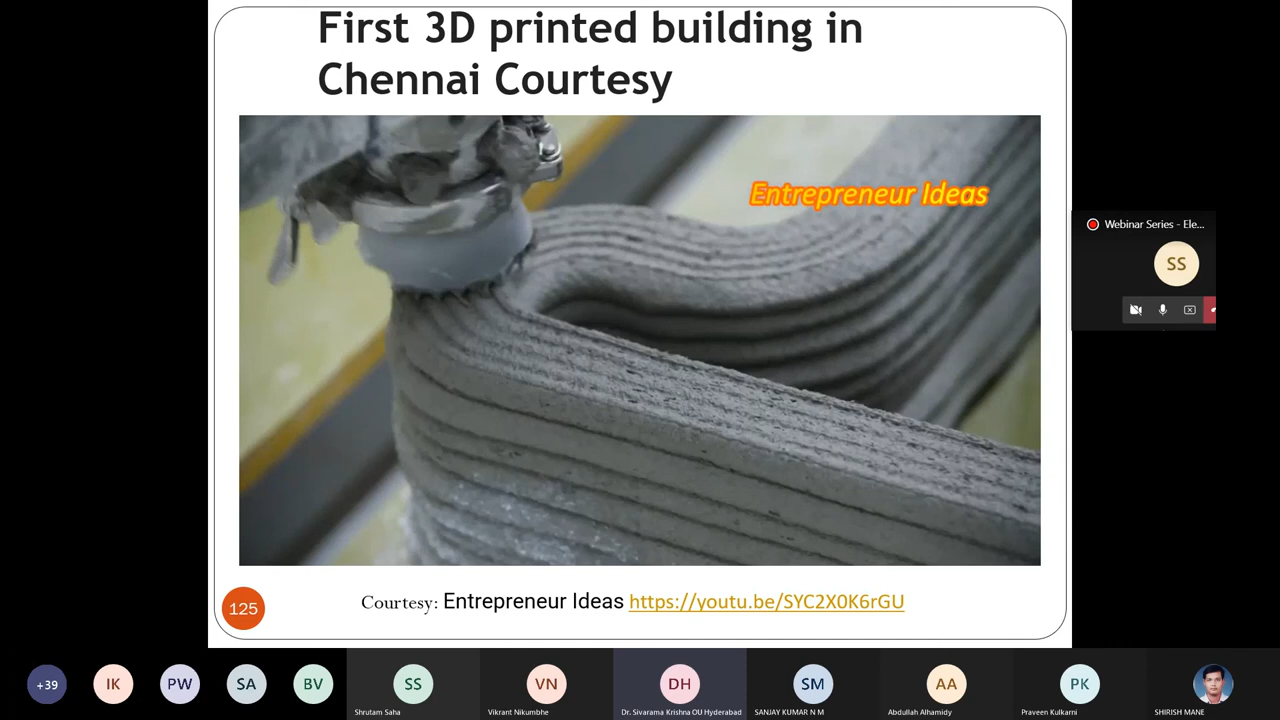 First 3D printed building in
Chennai Courtesy
Entrepreneur Ideas
Webinar Series - Ele...
SS
125
Courtesy: Entrepreneur Ideas https://youtu.be/SYC2X0K6rGU
+39
IK
PW
SA
BV
SS
VN
DH
SM
AA
PK
Shrutam Saha
Vikrant Nikumbhe
Dr. Sivarama Krishna OU Hyderabad
SANJAY KUMAR N M
Abdullah Alhamidy
Praveen Kulkarni
SHIRISH MANE